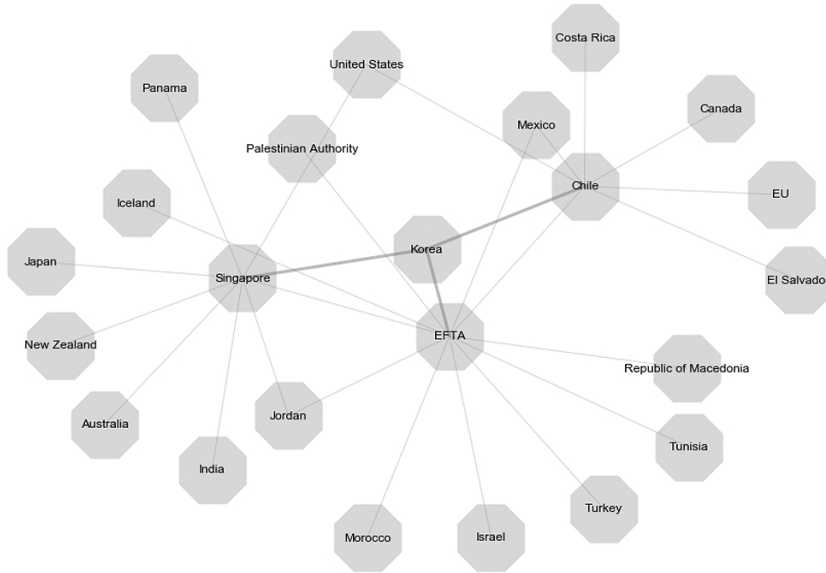 Costa Rica
United States
Panama
Canada
Mexico
Palestinian Authority
Chile
EU
Iceland
Korea
Japan
Singapore
El Salvado
EFTA
New Zealand
Republic of Macedonia
Jordan
Australia
Tunisia
India
Turkey
Morocco
Israel